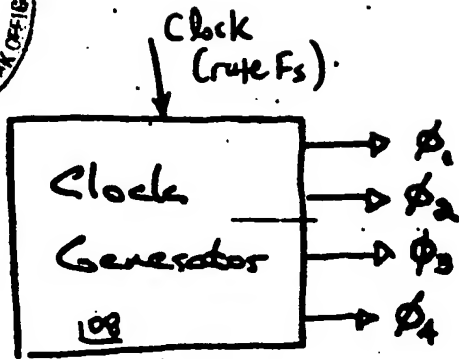 Clock
(rate Fs).
Clock
Generator
108
ϕ1
ϕ2
ϕ3
ϕ4